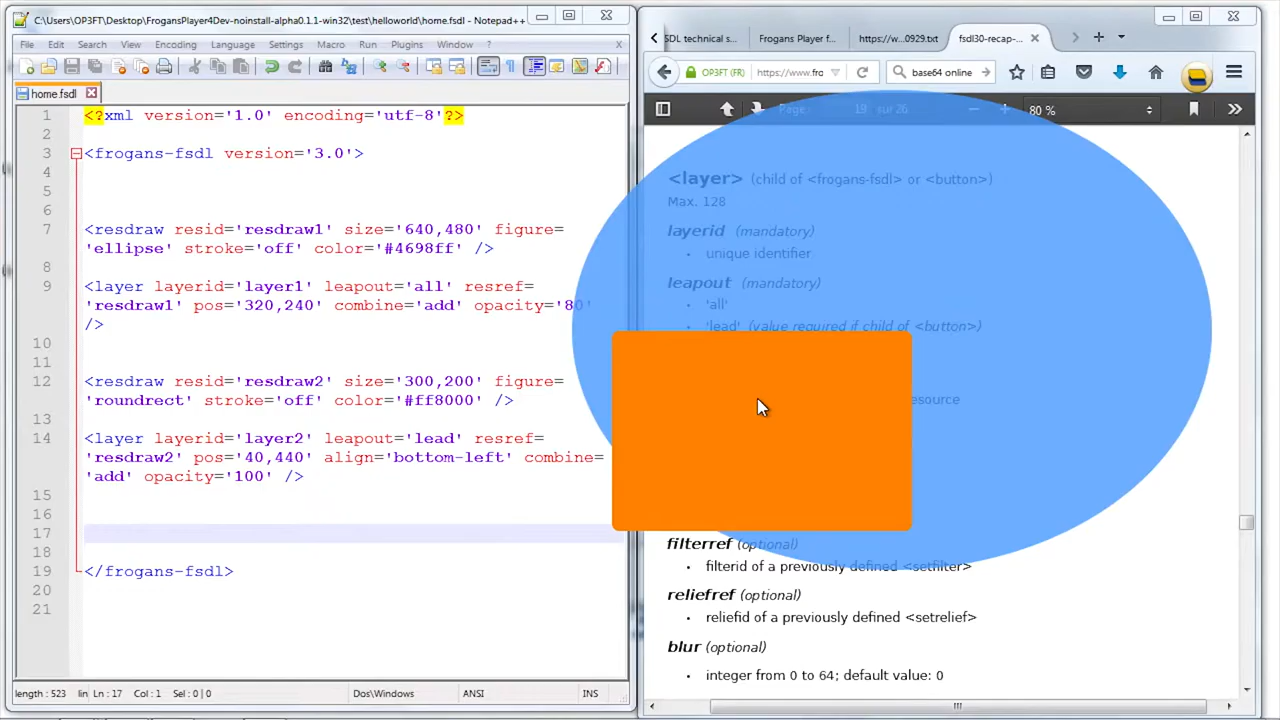 C:\Users\OP3FT\Desktop\FrogansPlayer4Dev-noinstall-alpha0.1.1-win32\test\helloworld\home.fsdl - Notepad++
File Edit Search View Encoding Language Settings Macro Run Plugins Window ? X
home fsdl
1 <?xml version='1.0' encoding='utf-8'?>
2
3 <frogans-fsdl version='3.0'>
4
5
6
7 <resdraw resid='resdraw1' size='640,480' figure=
'ellipse' stroke='off' color='#4698ff' />
8
9 <layer layerid='layer1' leapout='all' resref=
'resdraw1' pos='320,240' combine='add' opacity='80'
/>
10
11
12 <resdraw resid='resdraw2' size='300,200' figure=
'roundrect' stroke='off' color='#ff8000' />
13
14 <layer layerid='layer2' leapout='lead' resref=
'resdraw2' pos='40,440' align='bottom-left' combine=
'add' opacity='100' />
15
16
17
18
19 </frogans-fsdl>
20
21
length : 523 lin Ln : 17 Col : 1 Sel : 0 | 0 Dos\Windows ANSI INS
SDL technical s... Frogans Player f... https://w...0929.txt fsdl30-recap-...
OP3FT (FR) https://www.fro base64 online
Page : 19 sur 26 80 %
<layer> (child of <frogans-fsdl> or <button>)
Max. 128
layerid (mandatory)
• unique identifier
leapout (mandatory)
• 'all'
• 'lead' (value required if child of <button>)
esource
filterref (optional)
• filterid of a previously defined <setfilter>
reliefref (optional)
• reliefid of a previously defined <setrelief>
blur (optional)
• integer from 0 to 64; default value: 0